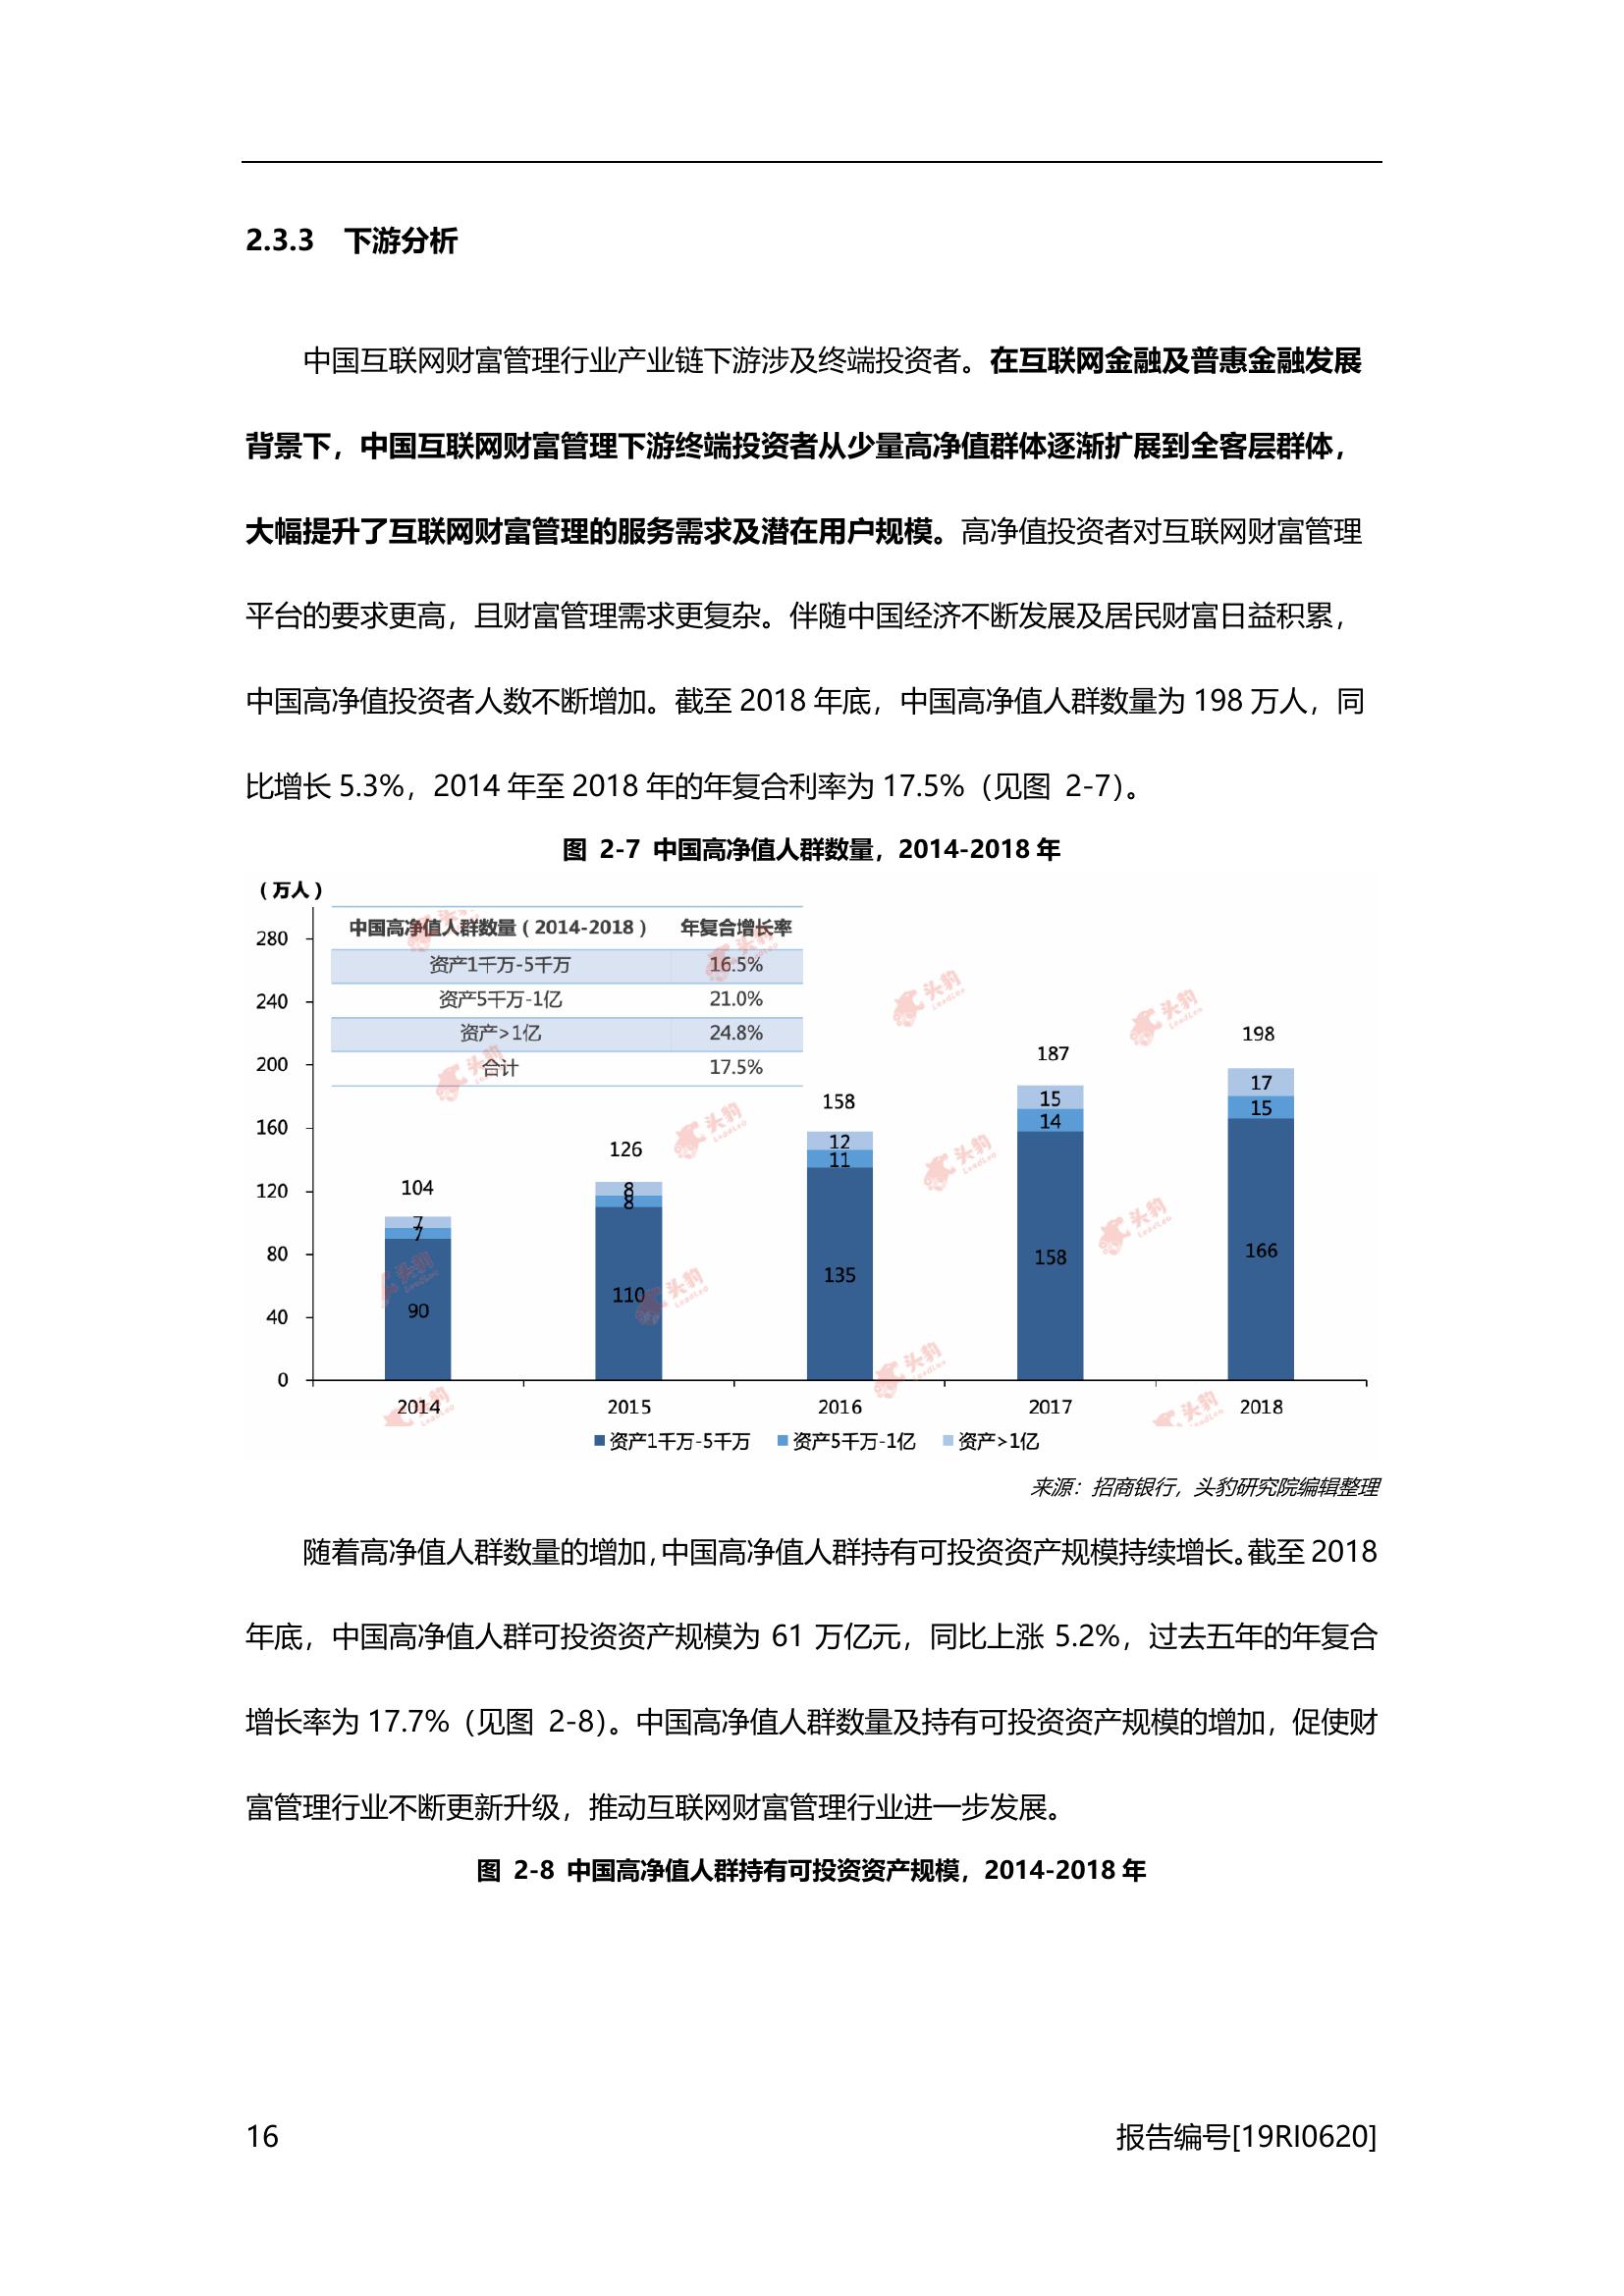 2.3.3 下游分析
中国互联网财富管理行业产业链下游涉及终端投资者。在互联网金融及普惠金融发展
背景下，中国互联网财富管理下游终端投资者从少量高净值群体逐渐扩展到全客层群体，
大幅提升了互联网财富管理的服务需求及潜在用户规模。高净值投资者对互联网财富管理
平台的要求更高，且财富管理需求更复杂。伴随中国经济不断发展及居民财富日益积累，
中国高净值投资者人数不断增加。截至 2018 年底，中国高净值人群数量为 198 万人，同
比增长 5.3%，2014 年至 2018 年的年复合利率为 17.5%（见图 2-7）。
图 2-7 中国高净值人群数量，2014-2018 年
（万人）
中国高净值人群数量（2014-2018） 年复合增长率
资产1千万-5千万 16.5%
资产5千万-1亿 21.0%
资产>1亿 24.8%
合计 17.5%
280
240
200
160
120
80
40
0
104
7
7
90
126
8
8
110
158
12
11
135
187
15
14
158
198
17
15
166
2014 2015 2016 2017 2018
资产1千万-5千万 资产5千万-1亿 资产>1亿
头豹
LeadLeo
来源：招商银行，头豹研究院编辑整理
随着高净值人群数量的增加，中国高净值人群持有可投资资产规模持续增长。截至 2018
年底，中国高净值人群可投资资产规模为 61 万亿元，同比上涨 5.2%，过去五年的年复合
增长率为 17.7%（见图 2-8）。中国高净值人群数量及持有可投资资产规模的增加，促使财
富管理行业不断更新升级，推动互联网财富管理行业进一步发展。
图 2-8 中国高净值人群持有可投资资产规模，2014-2018 年
16 报告编号[19RI0620]